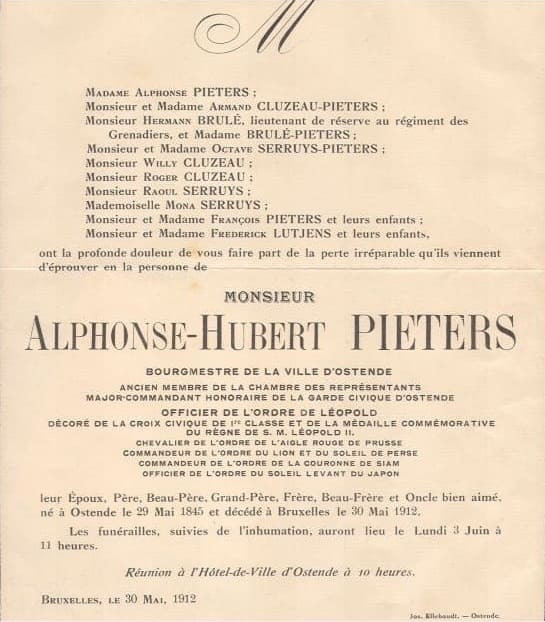 M
Madame Alphonse PIETERS ;
Monsieur et Madame Armand CLUZEAU-PIETERS ;
Monsieur Hermann BRULÉ, lieutenant de réserve au régiment des
Grenadiers, et Madame BRULÉ-PIETERS ;
Monsieur et Madame Octave SERRUYS-PIETERS ;
Monsieur Willy CLUZEAU ;
Monsieur Roger CLUZEAU ;
Monsieur Raoul SERRUYS ;
Mademoiselle Mona SERRUYS ;
Monsieur et Madame François PIETERS et leurs enfants ;
Monsieur et Madame Frederick LUTJENS et leurs enfants,
ont la profonde douleur de vous faire part de la perte irréparable qu'ils viennent
d'éprouver en la personne de
MONSIEUR
ALPHONSE-HUBERT PIETERS
BOURGMESTRE DE LA VILLE D'OSTENDE
ANCIEN MEMBRE DE LA CHAMBRE DES REPRÉSENTANTS
MAJOR-COMMANDANT HONORAIRE DE LA GARDE CIVIQUE D'OSTENDE
OFFICIER DE L'ORDRE DE LÉOPOLD
DÉCORÉ DE LA CROIX CIVIQUE DE 1re CLASSE ET DE LA MÉDAILLE COMMÉMORATIVE
DU RÈGNE DE S. M. LÉOPOLD II.
CHEVALIER DE L'ORDRE DE L'AIGLE ROUGE DE PRUSSE
COMMANDEUR DE L'ORDRE DU LION ET DU SOLEIL DE PERSE
COMMANDEUR DE L'ORDRE DE LA COURONNE DE SIAM
OFFICIER DE L'ORDRE DU SOLEIL LEVANT DU JAPON
leur Époux, Père, Beau-Père, Grand-Père, Frère, Beau-Frère et Oncle bien aimé,
né à Ostende le 29 Mai 1845 et décédé à Bruxelles le 30 Mai 1912.
Les funérailles, suivies de l'inhumation, auront lieu le Lundi 3 Juin à
11 heures.
Réunion à l'Hôtel-de-Ville d'Ostende à 10 heures.
Bruxelles, le 30 Mai, 1912
Jos. Elleboudt. — Ostende.